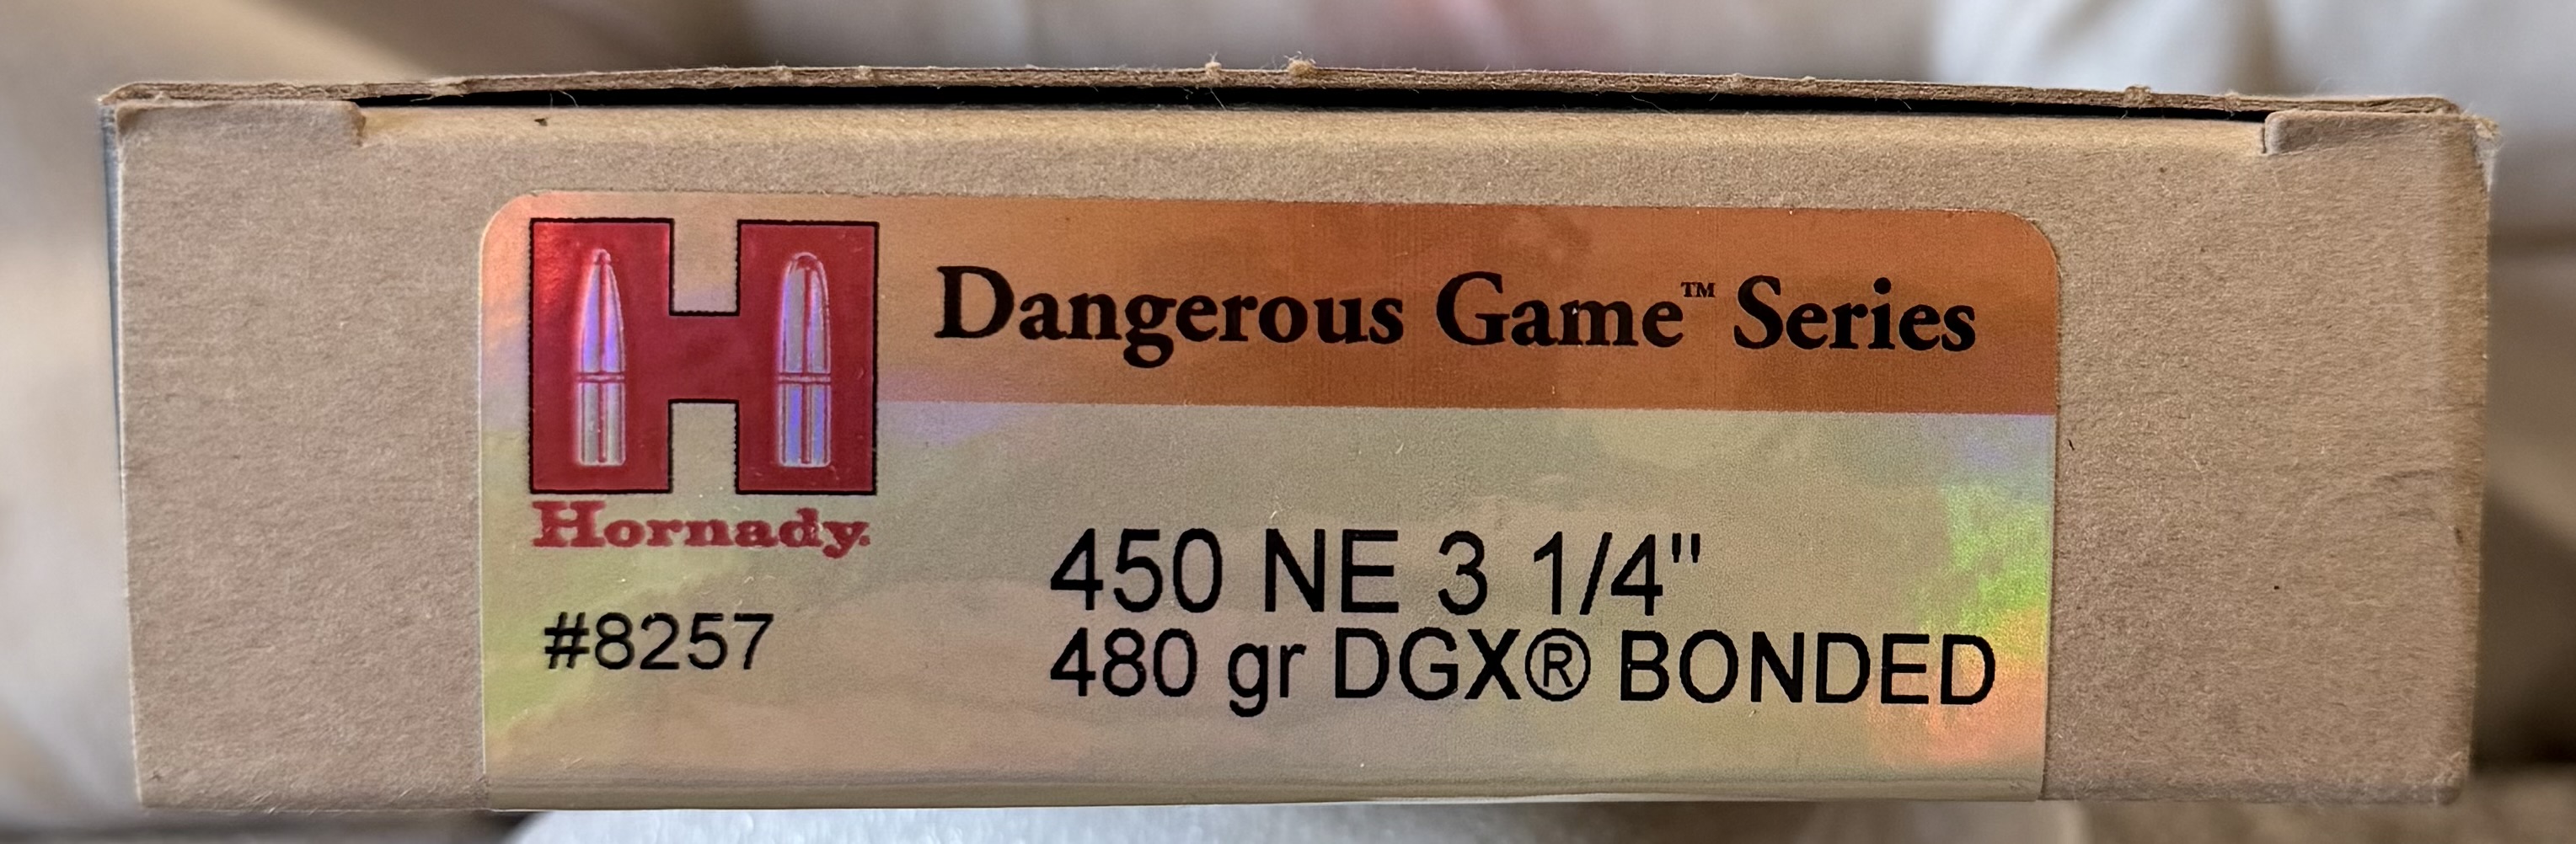 Dangerous Game™ Series
Hornady.
450 NE 3 1/4"
#8257
480 gr DGX® BONDED